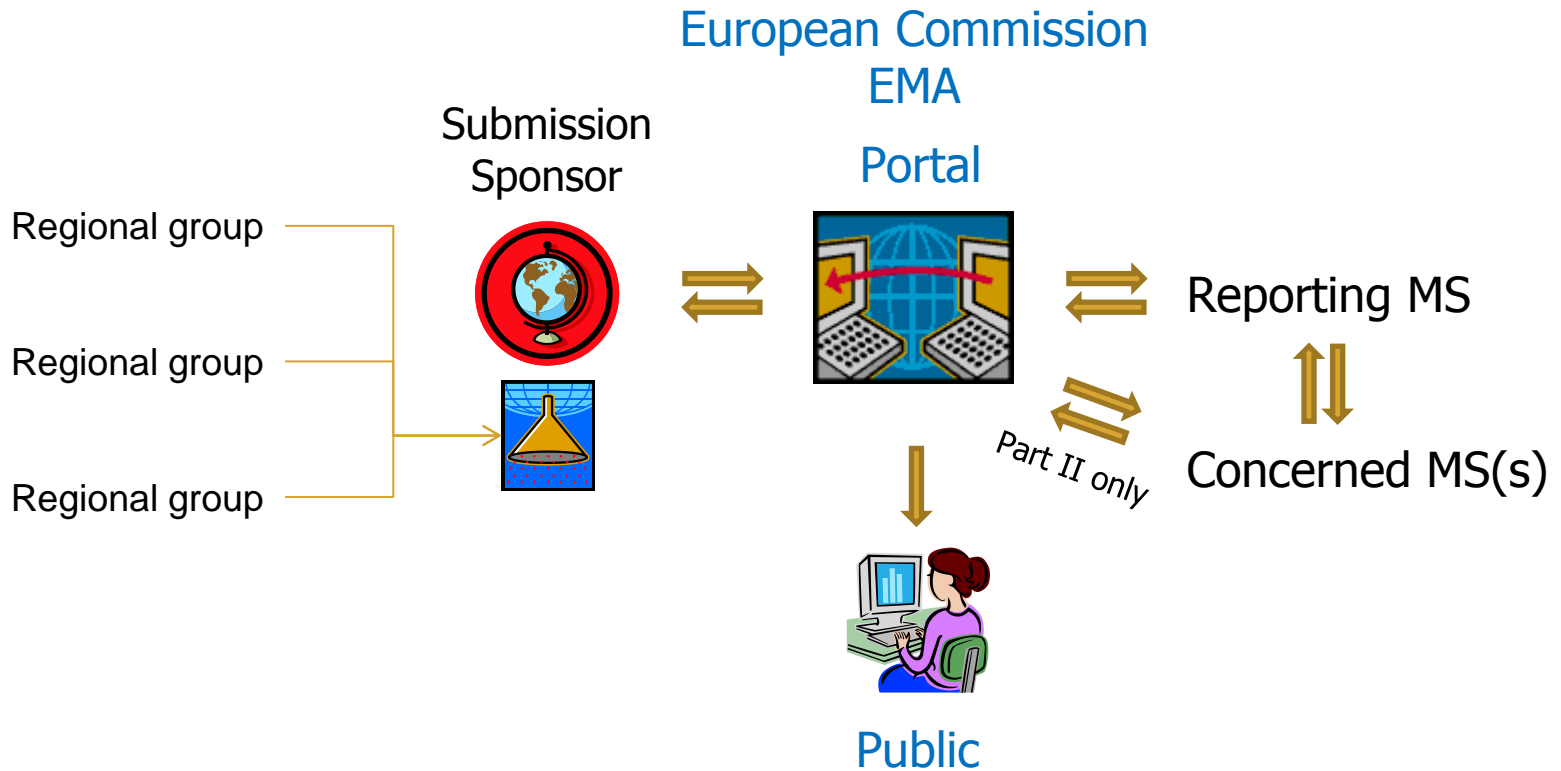 European Commission
EMA
Portal
Submission
Sponsor
Regional group
Regional group
Regional group
Reporting MS
Part II only
Concerned MS(s)
Public